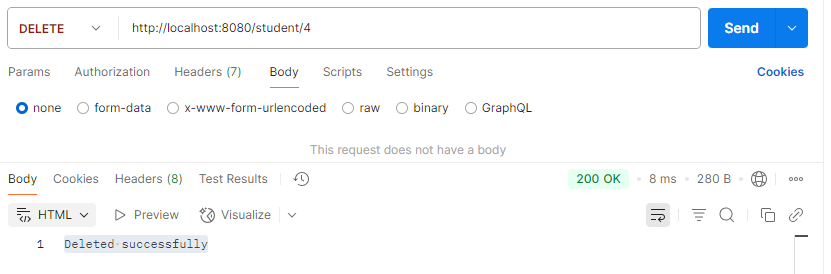 DELETE http://localhost:8080/student/4 Send
Params Authorization Headers (7) Body Scripts Settings Cookies
none form-data x-www-form-urlencoded raw binary GraphQL
This request does not have a body
Body Cookies Headers (8) Test Results 200 OK • 8 ms • 280 B
HTML Preview Visualize
1 Deleted successfully